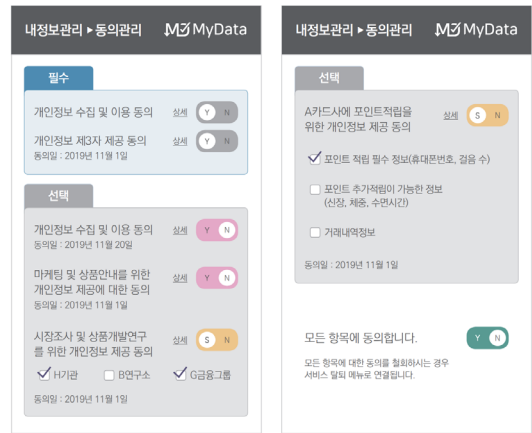 내정보관리 ▸ 동의관리 MyData
필수
개인정보 수집 및 이용 동의 상세 Y N
개인정보 제3자 제공 동의 상세 Y N
동의일 : 2019년 11월 1일
선택
개인정보 수집 및 이용 동의 상세 Y N
동의일 : 2019년 11월 20일
마케팅 및 상품안내를 위한
개인정보 제공에 대한 동의 상세 Y N
동의일 : 2019년 11월 1일
시장조사 및 상품개발연구
를 위한 개인정보 제공 동의 상세 S N
H기관 B연구소 G금융그룹
동의일 : 2019년 11월 1일
내정보관리 ▸ 동의관리 MyData
선택
A카드사에 포인트적립을
위한 개인정보 제공 동의 상세 S N
포인트 적립 필수 정보(휴대폰번호, 걸음 수)
포인트 추가적립이 가능한 정보
(신장, 체중, 수면시간)
거래내역정보
동의일 : 2019년 11월 1일
모든 항목에 동의합니다. Y N
모든 항목에 대한 동의를 철회하시는 경우
서비스 탈퇴 메뉴로 연결됩니다.